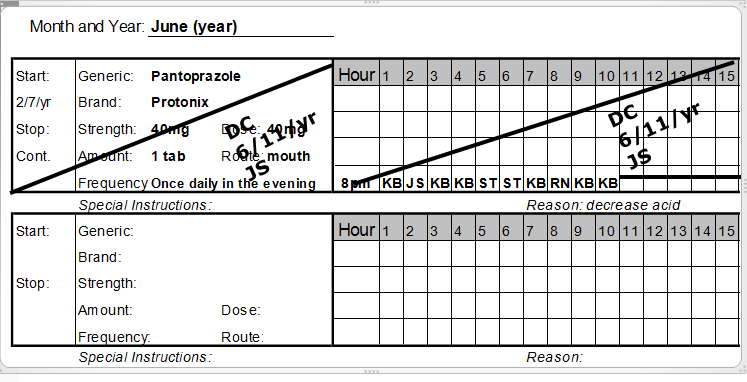 Month and Year: June (year)
Start: Generic: Pantoprazole Hour 1 2 3 4 5 6 7 8 9 10 11 12 13 14 15
2/7/yr Brand: Protonix
Stop: Strength: 40mg Dose: 40mg
Cont. Amount: 1 tab Route: mouth
Frequency Once daily in the evening 8pm KB JS KB KB ST ST KB RN KB KB
DC
6/11/yr
JS
DC
6/11/yr
JS
Special Instructions: Reason: decrease acid
Start: Generic: Hour 1 2 3 4 5 6 7 8 9 10 11 12 13 14 15
Brand:
Stop: Strength:
Amount: Dose:
Frequency: Route:
Special Instructions: Reason: